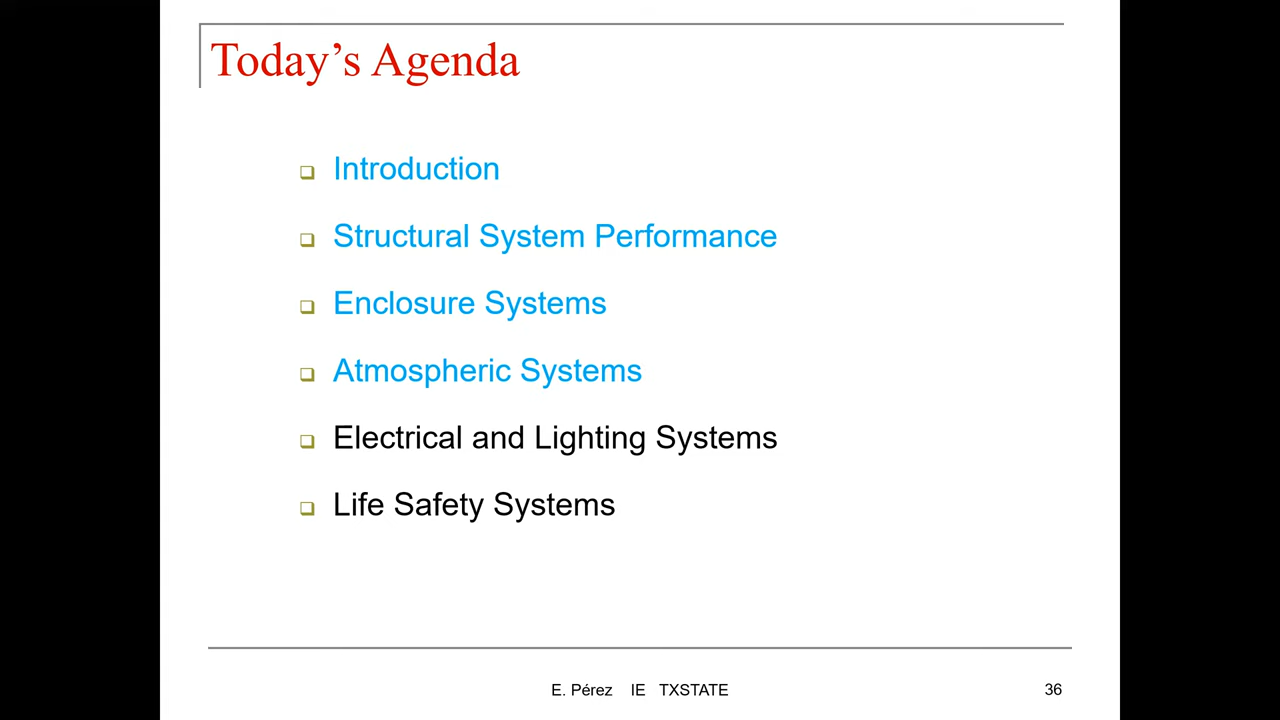 Today’s Agenda
Introduction
Structural System Performance
Enclosure Systems
Atmospheric Systems
Electrical and Lighting Systems
Life Safety Systems
E. Pérez IE TXSTATE
36